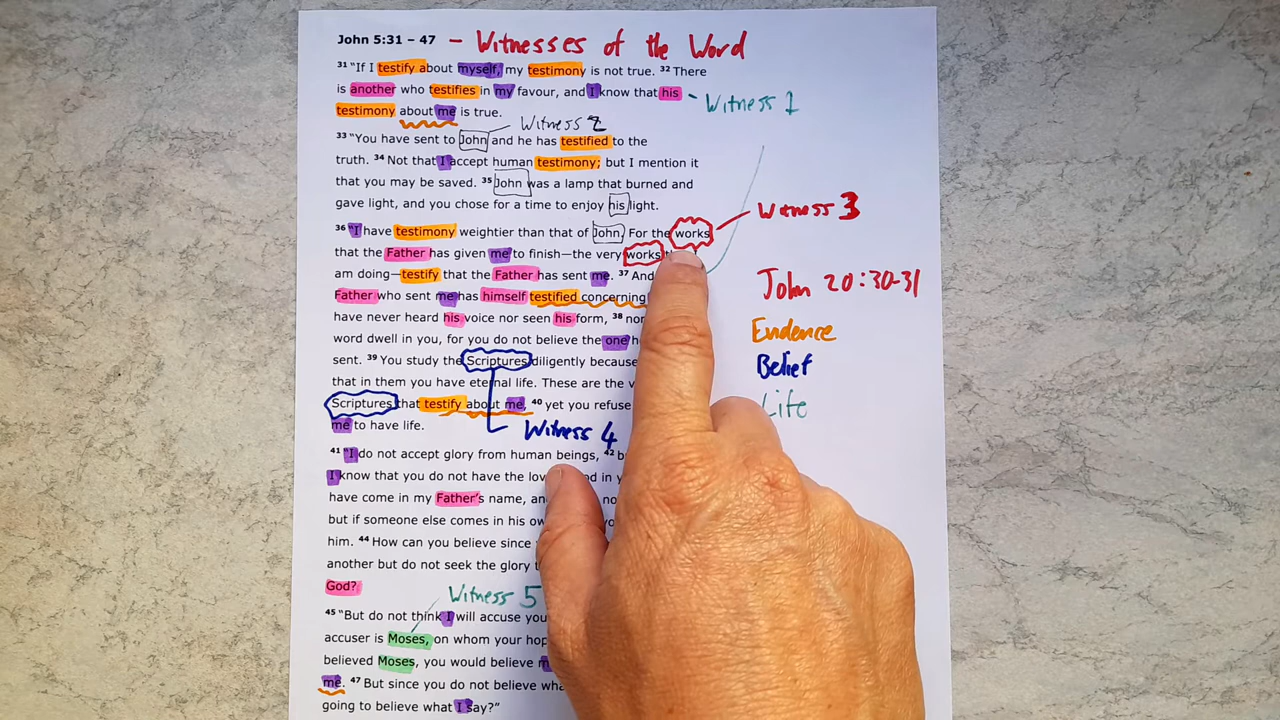 John 5:31 – 47 – Witnesses of the Word
31 “If I testify about myself, my testimony is not true. 32 There
is another who testifies in my favour, and I know that his
testimony about me is true.
Witness 1
Witness 2
33 “You have sent to John and he has testified to the
truth. 34 Not that I accept human testimony; but I mention it
that you may be saved. 35 John was a lamp that burned and
gave light, and you chose for a time to enjoy his light.
36 “I have testimony weightier than that of John. For the works
that the Father has given me to finish—the very works
am doing—testify that the Father has sent me. 37 And
Father who sent me has himself testified concerning
have never heard his voice nor seen his form, 38
word dwell in you, for you do not believe the one
sent. 39 You study the Scriptures diligently because
that in them you have eternal life. These are the
Scriptures that testify about me, 40 yet you refuse
me to have life.
Witness 3
John 20:30-31
Evidence
Belief
Life
Witness 4
41 “I do not accept glory from human beings, 42
I know that you do not have the in
have come in my Father’s name,
but if someone else comes in his
him. 44 How can you believe since
another but do not seek the glory
God?
Witness 5
45 “But do not think I will accuse
accuser is Moses, on whom your
believed Moses, you would believe
me. 47 But since you do not believe
going to believe what I say?”